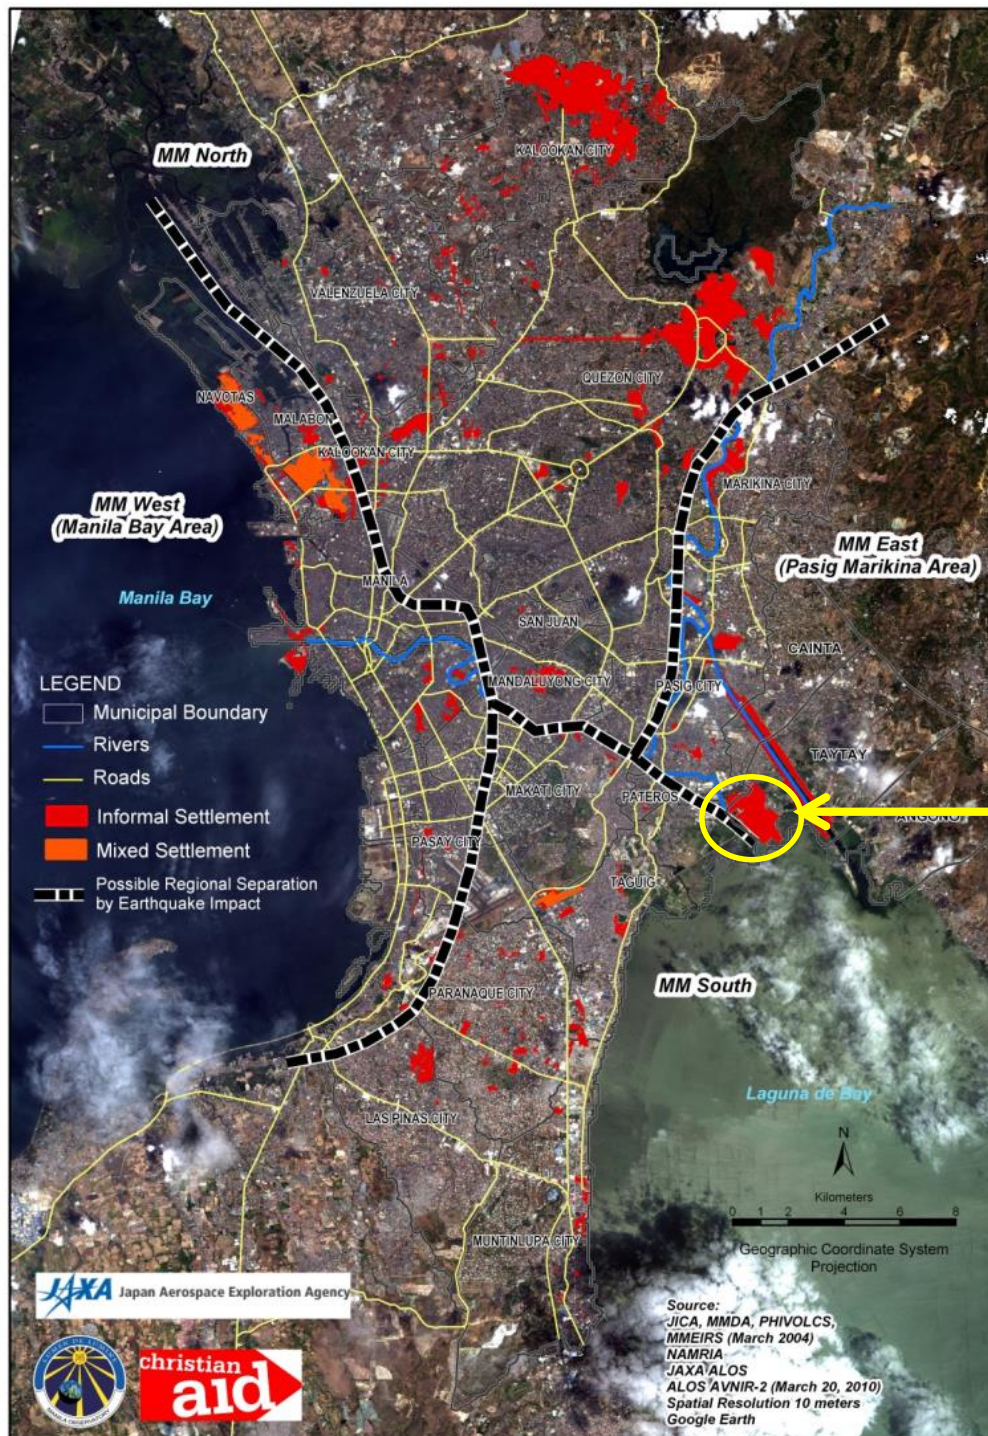 MM North
KALOOKAN CITY
VALENZUELA CITY
QUEZON CITY
NAVOTAS
MALABON
KALOOKAN CITY
MARIKINA CITY
MM West
(Manila Bay Area)
MM East
(Pasig Marikina Area)
MANILA
Manila Bay
SAN JUAN
CAINTA
MANDALUYONG CITY
PASIG CITY
LEGEND
Municipal Boundary
Rivers
Roads
Informal Settlement
Mixed Settlement
Possible Regional Separation
by Earthquake Impact
TAYTAY
MAKATI CITY
PATEROS
ANGONO
PASAY CITY
TAGUIG
MM South
PARANAQUE CITY
Laguna de Bay
LAS PINAS CITY
N
Kilometers
0 1 2 4 6 8
Geographic Coordinate System
Projection
MUNTINLUPA CITY
JAXA Japan Aerospace Exploration Agency
Source:
JICA, MMDA, PHIVOLCS,
MMEIRS (March 2004)
NAMRIA
JAXA ALOS
ALOS AVNIR-2 (March 20, 2010)
Spatial Resolution 10 meters
Google Earth
MANILA OBSERVATORY
christian
aid